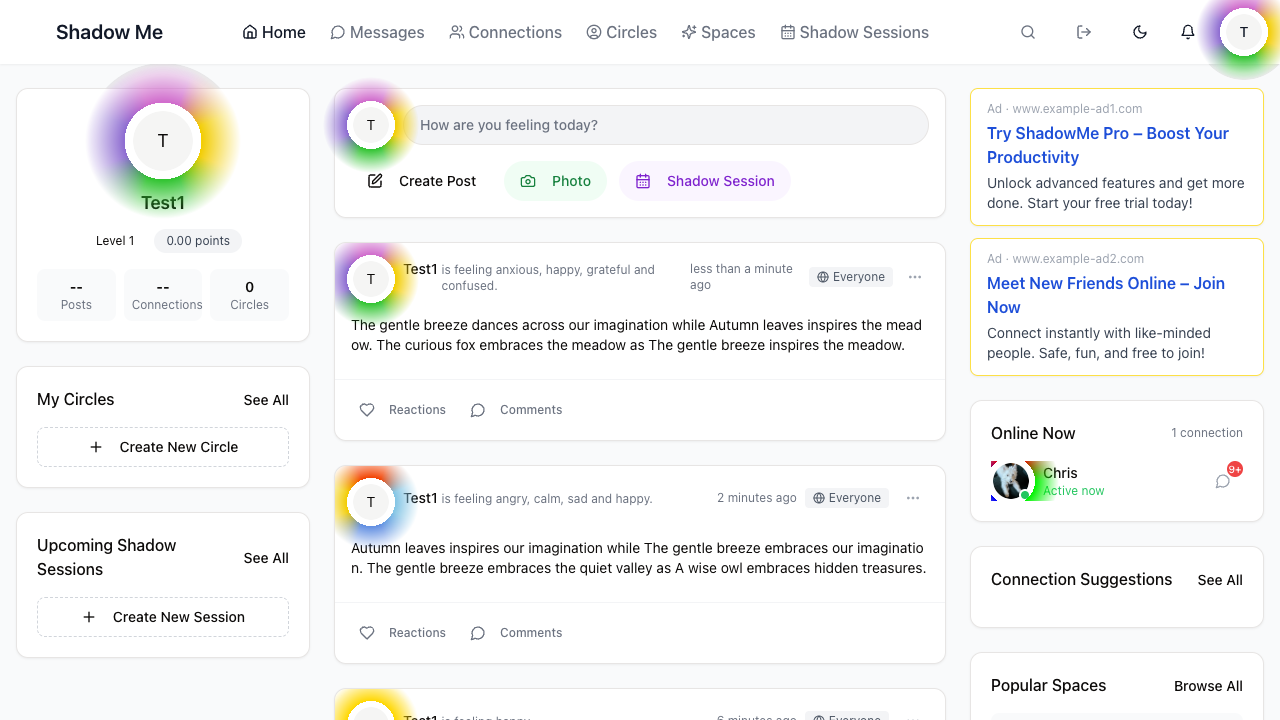 Shadow Me
Home
Messages
Connections
Circles
Spaces
Shadow Sessions
T
T
Test1
Level 1
0.00 points
--
Posts
--
Connections
0
Circles
My Circles
See All
Create New Circle
Upcoming Shadow
Sessions
See All
Create New Session
T
How are you feeling today?
Create Post
Photo
Shadow Session
T
Test1 is feeling anxious, happy, grateful and
confused.
less than a minute
ago
Everyone
The gentle breeze dances across our imagination while Autumn leaves inspires the mead
ow. The curious fox embraces the meadow as The gentle breeze inspires the meadow.
Reactions
Comments
T
Test1 is feeling angry, calm, sad and happy.
2 minutes ago
Everyone
Autumn leaves inspires our imagination while The gentle breeze embraces our imaginatio
n. The gentle breeze embraces the quiet valley as A wise owl embraces hidden treasures.
Reactions
Comments
Test1 is feeling happy.
6 minutes ago
Everyone
Ad · www.example-ad1.com
Try ShadowMe Pro – Boost Your
Productivity
Unlock advanced features and get more
done. Start your free trial today!
Ad · www.example-ad2.com
Meet New Friends Online – Join
Now
Connect instantly with like-minded
people. Safe, fun, and free to join!
Online Now
1 connection
Chris
Active now
9+
Connection Suggestions
See All
Popular Spaces
Browse All